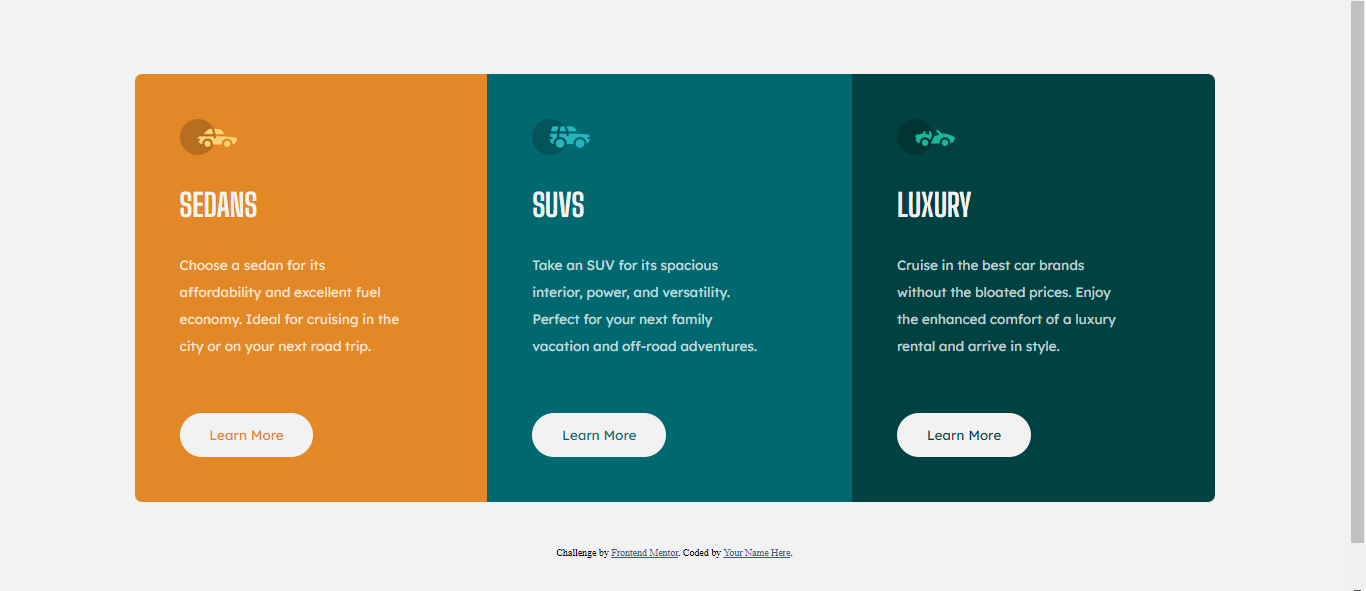 SEDANS
Choose a sedan for its
affordability and excellent fuel
economy. Ideal for cruising in the
city or on your next road trip.
Learn More
SUVS
Take an SUV for its spacious
interior, power, and versatility.
Perfect for your next family
vacation and off-road adventures.
Learn More
LUXURY
Cruise in the best car brands
without the bloated prices. Enjoy
the enhanced comfort of a luxury
rental and arrive in style.
Learn More
Challenge by Frontend Mentor. Coded by Your Name Here.